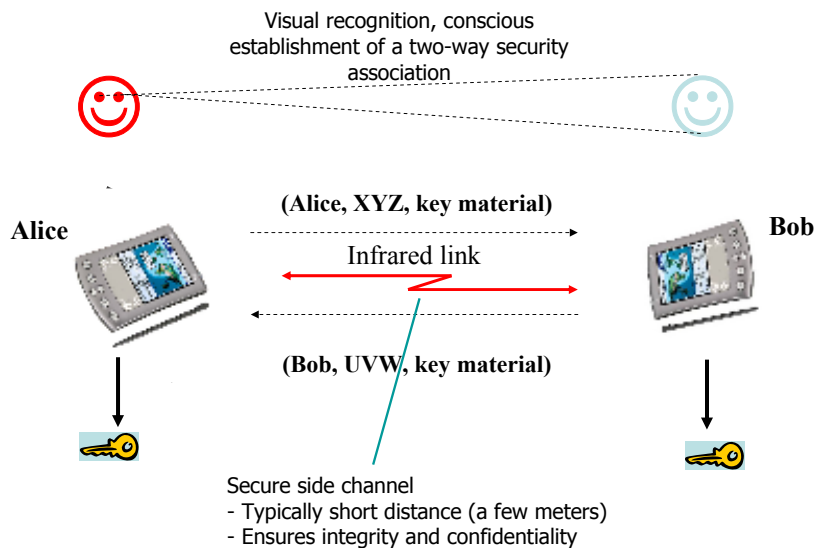 Visual recognition, conscious
establishment of a two-way security
association
(Alice, XYZ, key material)
Alice
Bob
Infrared link
(Bob, UVW, key material)
Secure side channel
- Typically short distance (a few meters)
- Ensures integrity and confidentiality